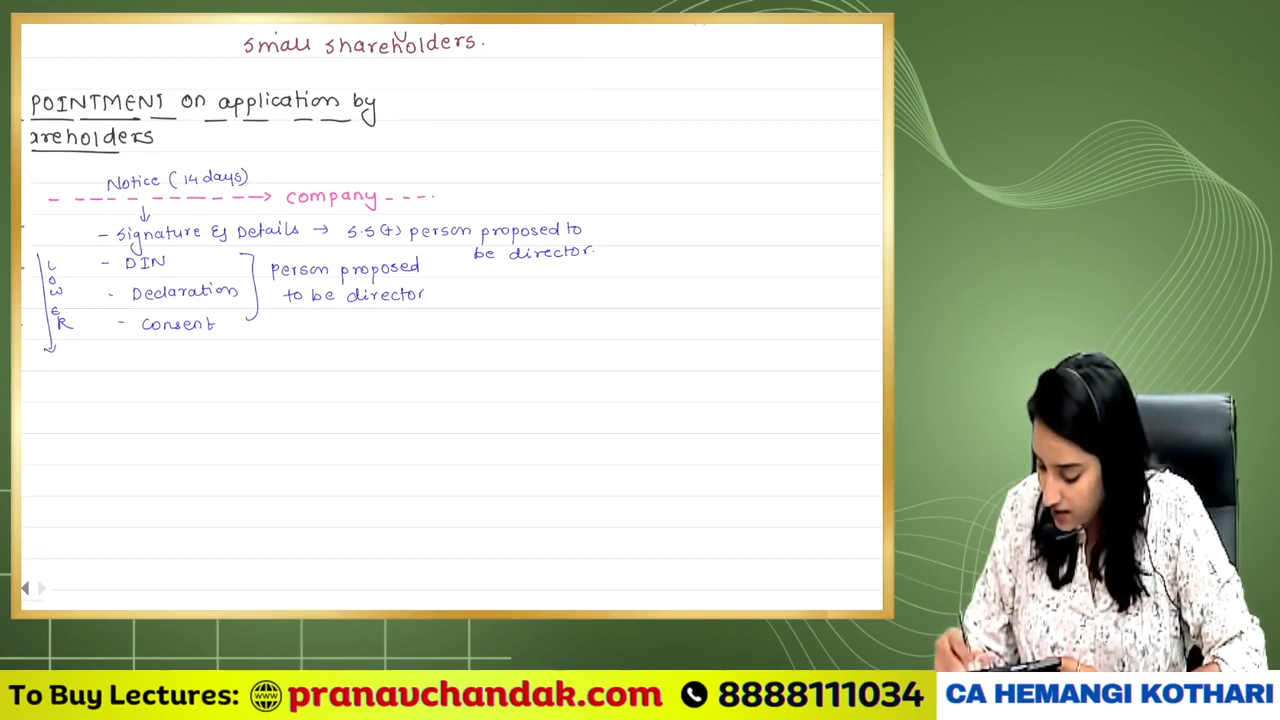 small shareholders.
POINTMENT on application by
areholders
Notice (14 days)
company
- Signature & Details → S.S (+) person proposed to
be director.
- DIN
- Declaration
- Consent
person proposed
to be director
LOWER
To Buy Lectures: pranavchandak.com 8888111034 CA HEMANGI KOTHARI